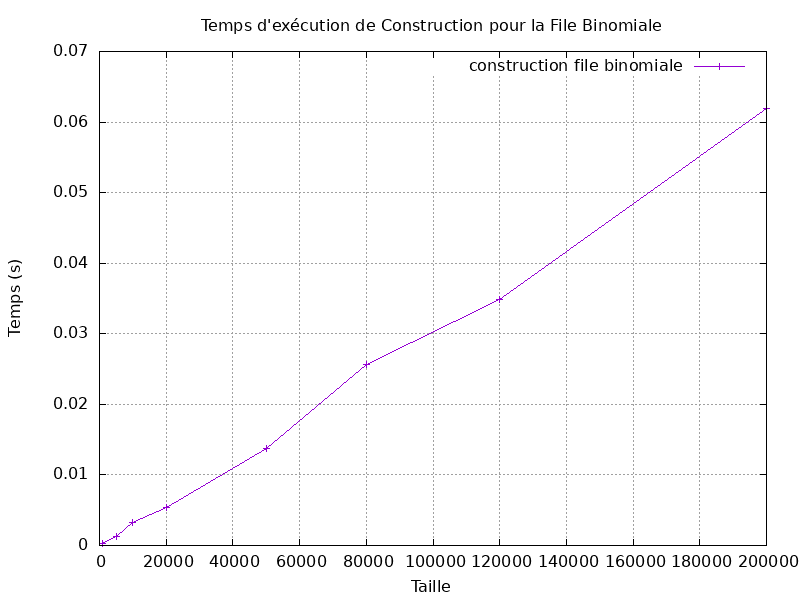 Temps d'exécution de Construction pour la File Binomiale
construction file binomiale
0.07
0.06
0.05
0.04
0.03
0.02
0.01
0
Temps (s)
0 20000 40000 60000 80000 100000 120000 140000 160000 180000 200000
Taille